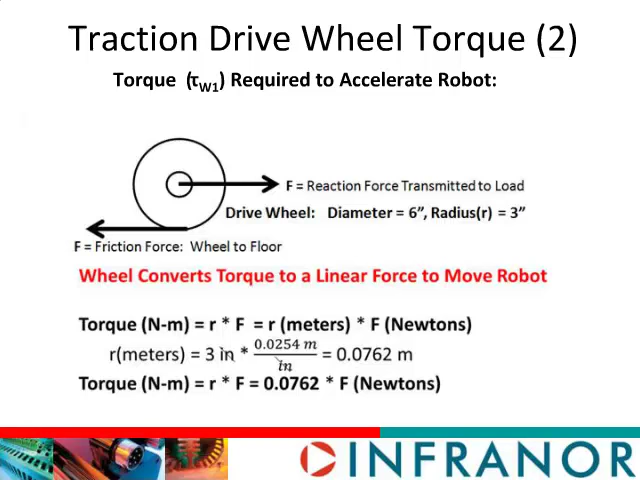 Traction Drive Wheel Torque (2)
Torque (τW1) Required to Accelerate Robot:
F = Reaction Force Transmitted to Load
Drive Wheel: Diameter = 6”, Radius(r) = 3”
F = Friction Force: Wheel to Floor
Wheel Converts Torque to a Linear Force to Move Robot
Torque (N-m) = r * F = r (meters) * F (Newtons)
r(meters) = 3 in * 0.0254 m / in = 0.0762 m
Torque (N-m) = r * F = 0.0762 * F (Newtons)
INFRANOR